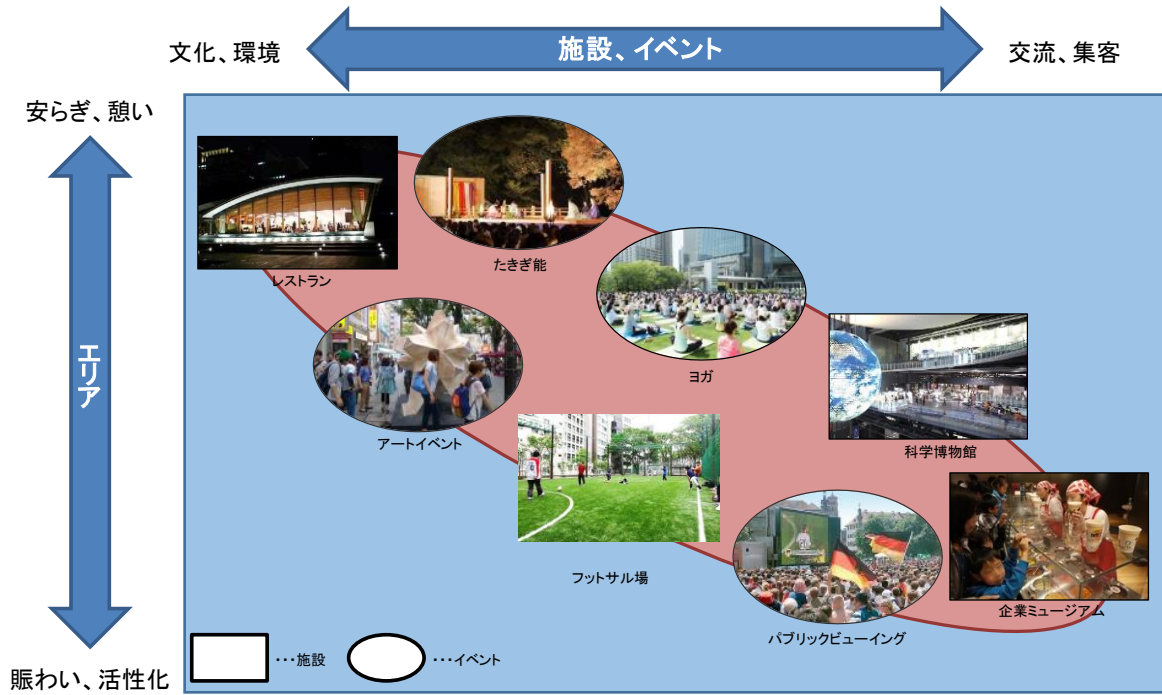 文化、環境
施設、イベント
交流、集客
安らぎ、憩い
エリア
賑わい、活性化
レストラン
たきぎ能
ヨガ
アートイベント
科学博物館
フットサル場
パブリックビューイング
企業ミュージアム
・・・施設
・・・イベント